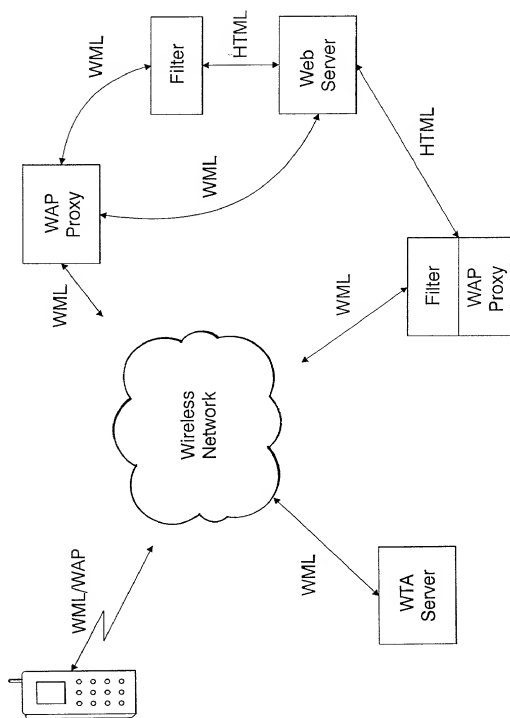 WAP
Proxy
WML
WML/WAP
WML
Filter
Wireless
Network
WML
HTML
Web
Server
WML
WML
WTA
Server
HTML
Filter
WAP
Proxy